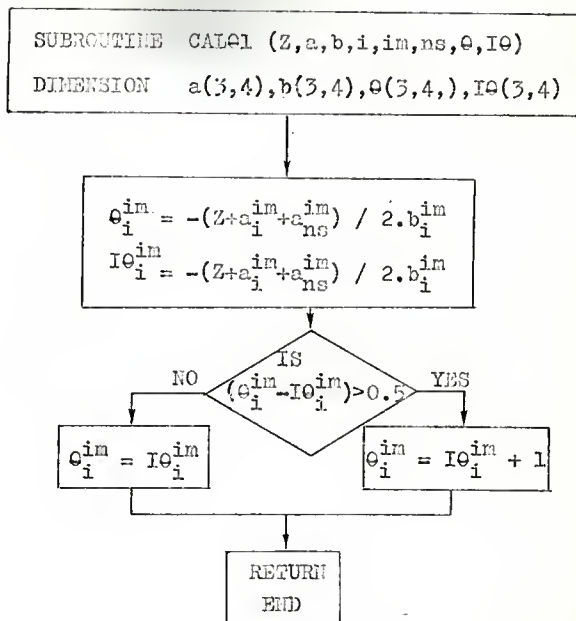 SUBROUTINE CALθ1 (Z,a,b,i,im,ns,θ,Iθ)
DIMENSION a(3,4),b(3,4),θ(3,4,),Iθ(3,4)
θ_i^im = -(Z+a_i^im+a_ns^im) / 2.b_i^im
Iθ_i^im = -(Z+a_i^im+a_ns^im) / 2.b_i^im
IS
NO (θ_i^im-Iθ_i^im)>0.5 YES
θ_i^im = Iθ_i^im
θ_i^im = Iθ_i^im + 1
RETURN
END